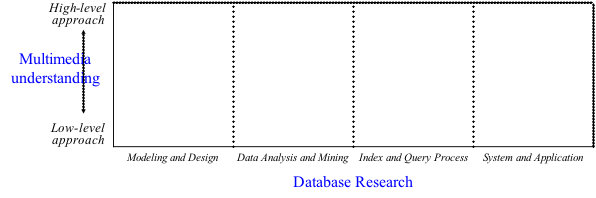 High-level
approach
Multimedia
understanding
Low-level
approach
Modeling and Design Data Analysis and Mining Index and Query Process System and Application
Database Research